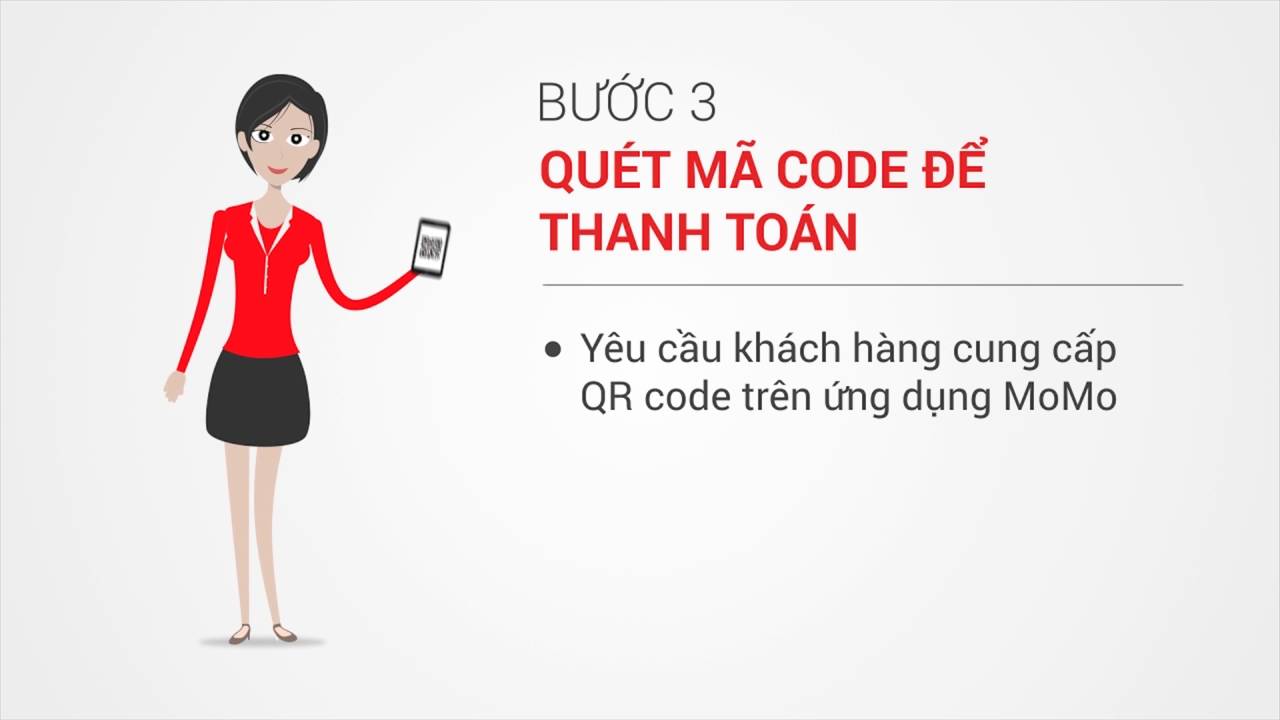 BƯỚC 3
QUÉT MÃ CODE ĐỂ
THANH TOÁN
• Yêu cầu khách hàng cung cấp
QR code trên ứng dụng MoMo